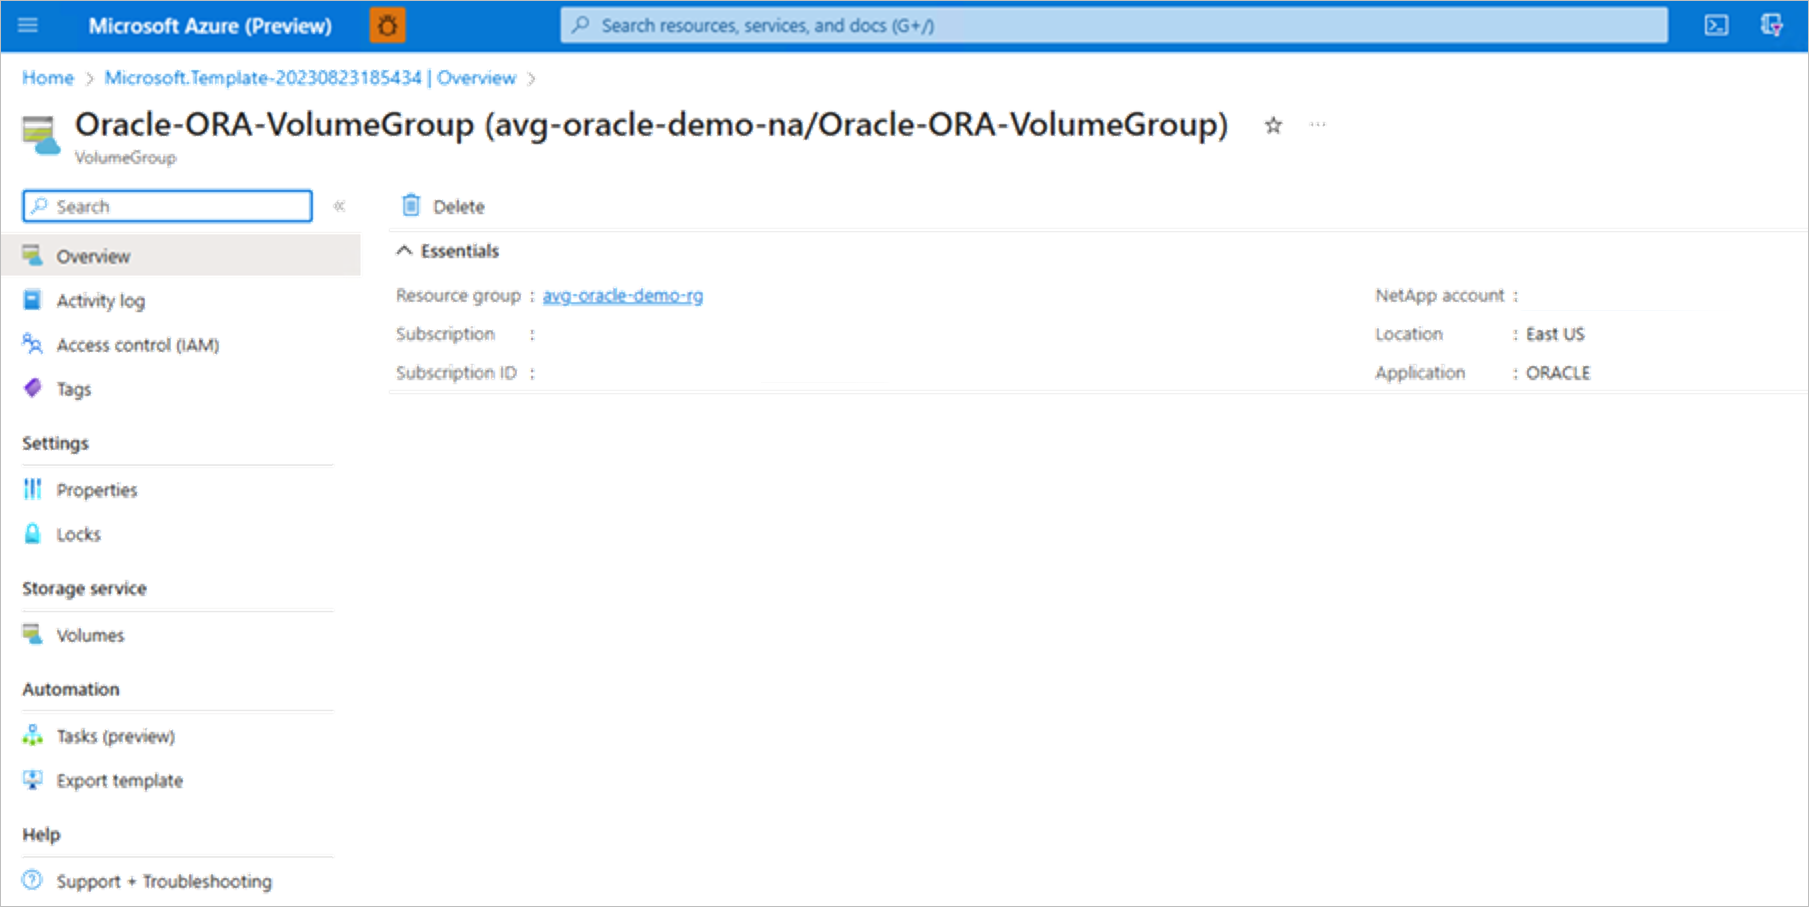 Microsoft Azure (Preview)
Search resources, services, and docs (G+/)
Home > Microsoft.Template-20230823185434 | Overview >
Oracle-ORA-VolumeGroup (avg-oracle-demo-na/Oracle-ORA-VolumeGroup) ☆ ...
VolumeGroup
Search «
Delete
Overview
Activity log
Access control (IAM)
Tags
Settings
Properties
Locks
Storage service
Volumes
Automation
Tasks (preview)
Export template
Help
Support + Troubleshooting
Essentials
Resource group : avg-oracle-demo-rg
Subscription :
Subscription ID :
NetApp account :
Location : East US
Application : ORACLE